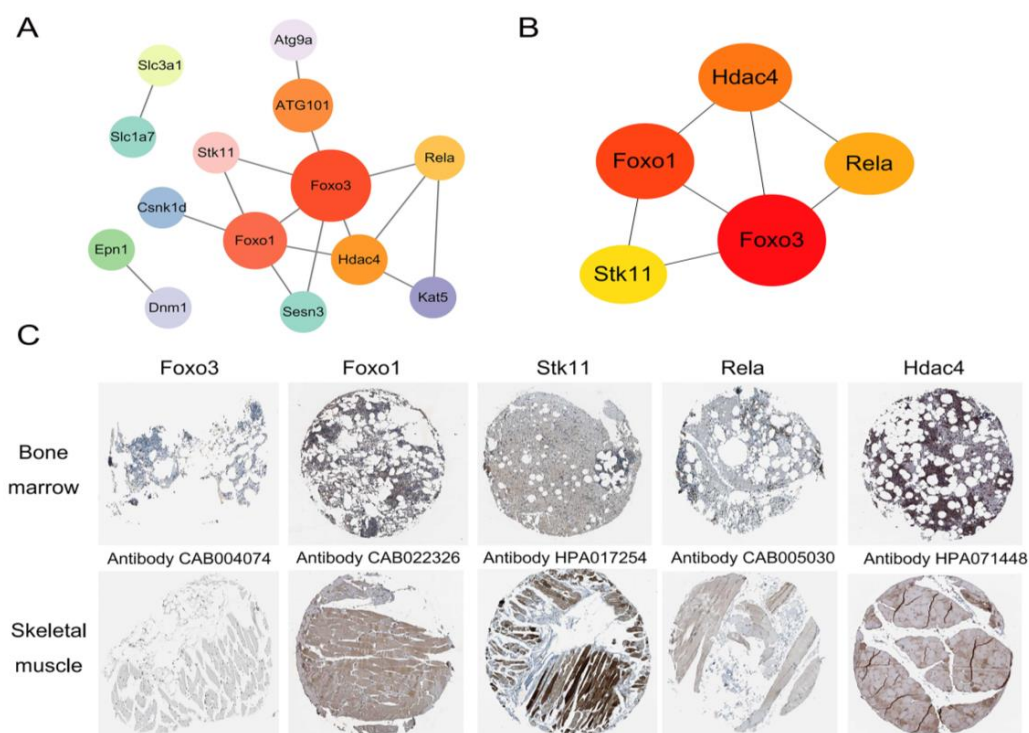 A
Slc3a1
Slc1a7
Atg9a
ATG101
Stk11
Foxo3
Rela
Csnk1d
Foxo1
Hdac4
Epn1
Dnm1
Sesn3
Kat5
B
Hdac4
Foxo1
Rela
Foxo3
Stk11
C
Foxo3 Foxo1 Stk11 Rela Hdac4
Bone
marrow
Antibody CAB004074 Antibody CAB022326 Antibody HPA017254 Antibody CAB005030 Antibody HPA071448
Skeletal
muscle